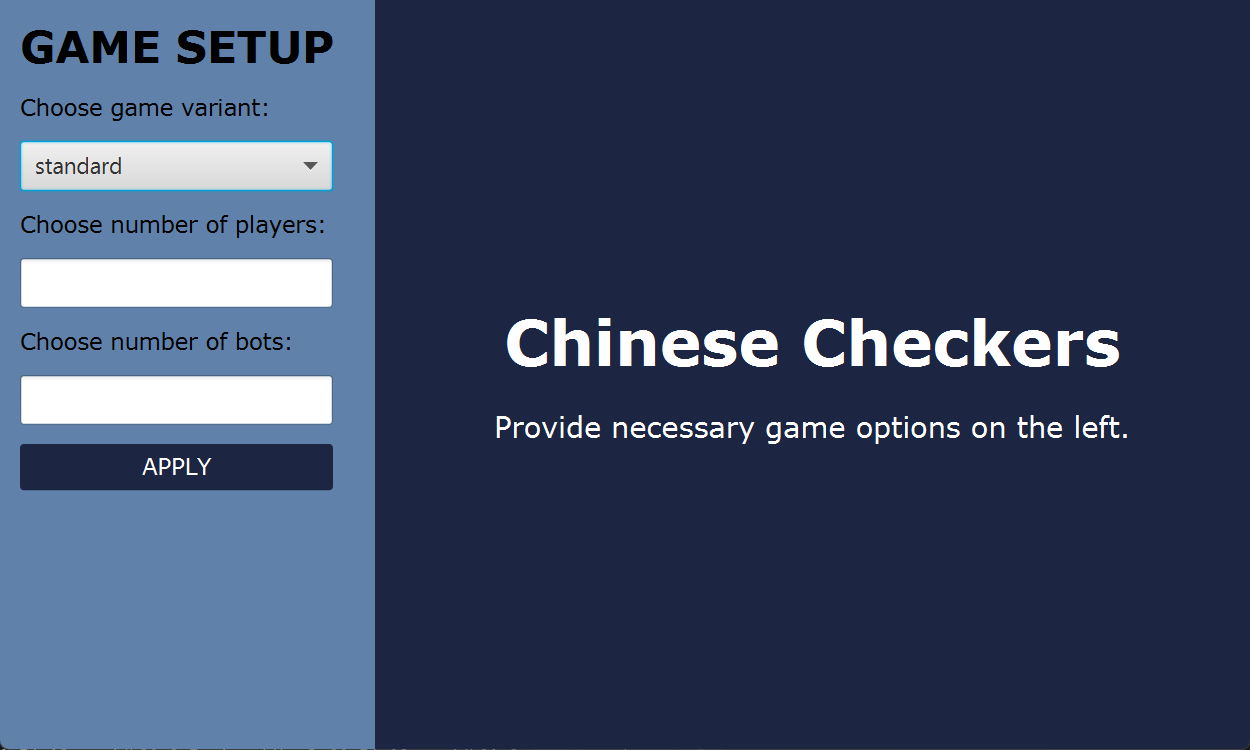 GAME SETUP
Choose game variant:
standard
Choose number of players:
Choose number of bots:
APPLY
Chinese Checkers
Provide necessary game options on the left.